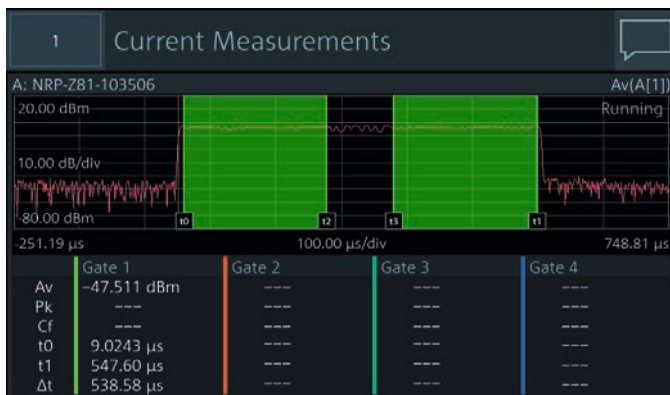 1
Current Measurements
A: NRP-Z81-103506 Av(A[1])
20.00 dBm Running
10.00 dB/div
-80.00 dBm t0 t2 t3 t1
-251.19 µs 100.00 µs/div 748.81 µs
Gate 1 Gate 2 Gate 3 Gate 4
Av −47.511 dBm --- --- ---
Pk --- --- --- ---
Cf --- --- --- ---
t0 9.0243 µs --- --- ---
t1 547.60 µs --- --- ---
Δt 538.58 µs --- --- ---